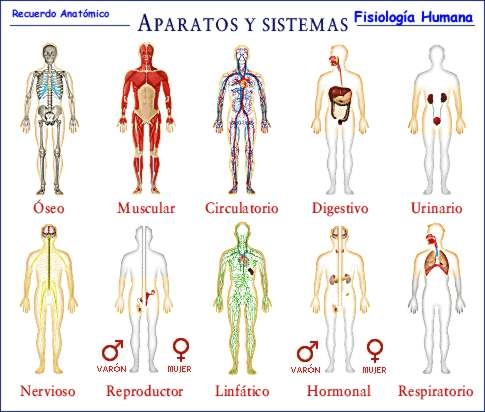 Recuerdo Anatómico
APARATOS Y SISTEMAS
Fisiología Humana
Óseo Muscular Circulatorio Digestivo Urinario
VARÓN MUJER VARÓN MUJER
Nervioso Reproductor Linfático Hormonal Respiratorio